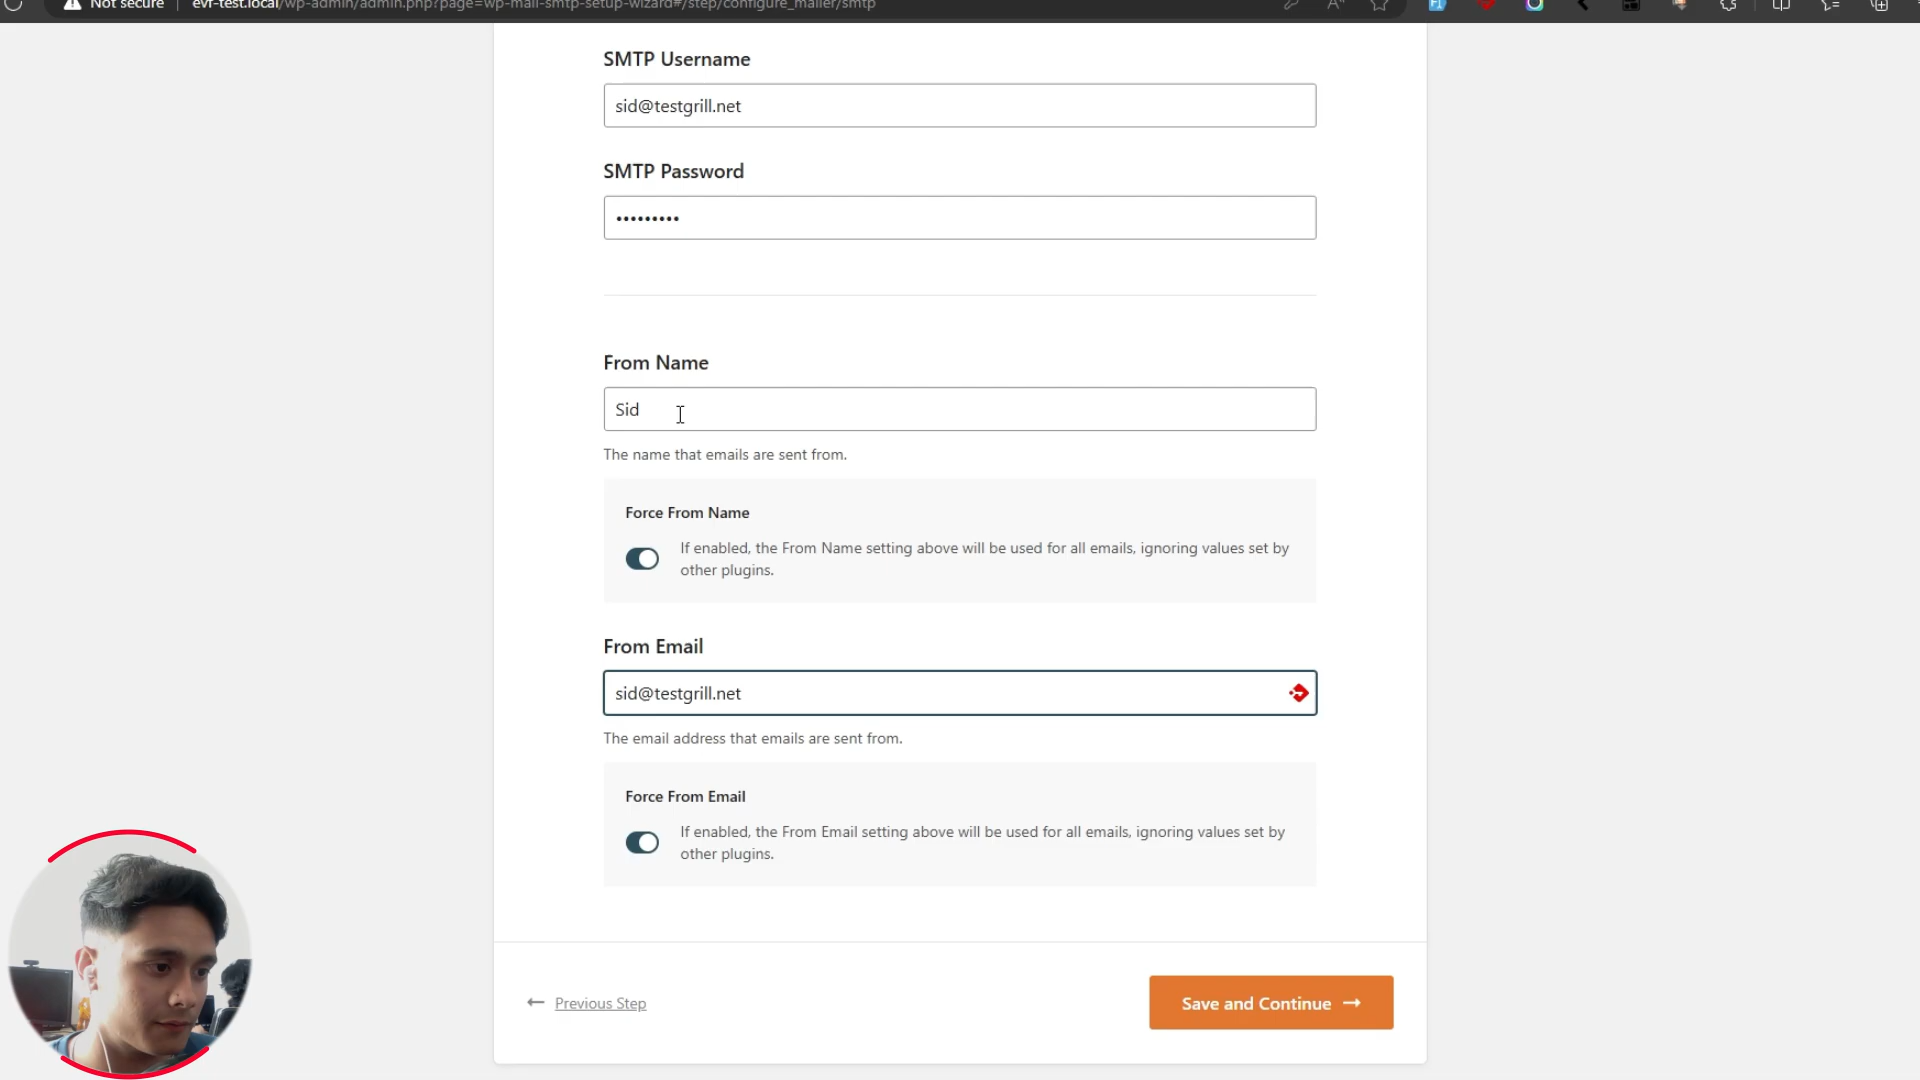 Not secure evf-test.local/wp-admin/admin.php?page=wp-mail-smtp-setup-wizard#/step/configure_mailer/smtp
SMTP Username
sid@testgrill.net
SMTP Password
•••••••••
From Name
Sid
The name that emails are sent from.
Force From Name
If enabled, the From Name setting above will be used for all emails, ignoring values set by
other plugins.
From Email
sid@testgrill.net
The email address that emails are sent from.
Force From Email
If enabled, the From Email setting above will be used for all emails, ignoring values set by
other plugins.
← Previous Step
Save and Continue →